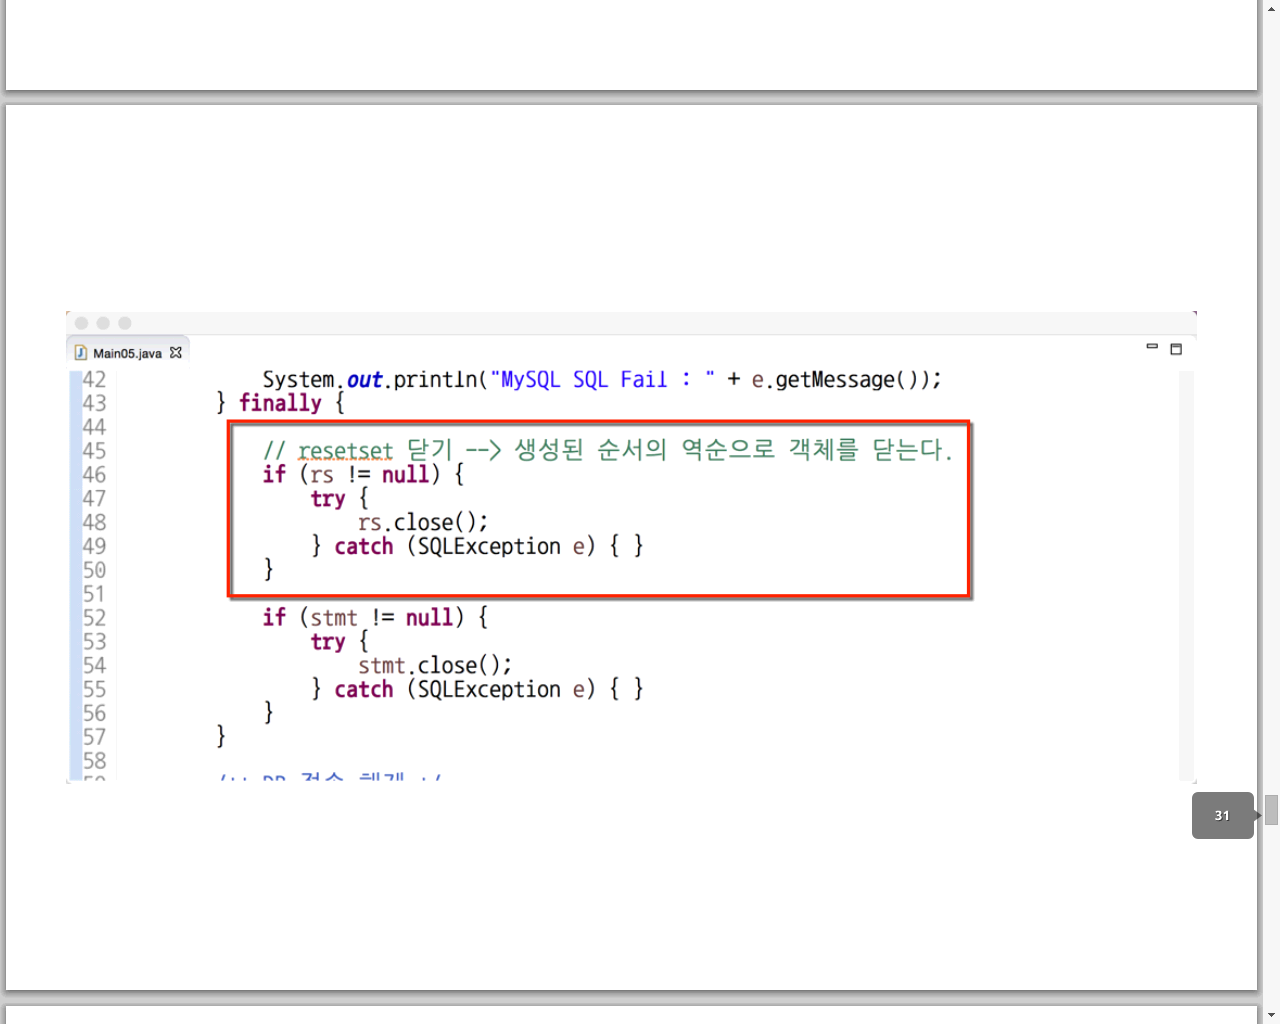 Main05.java
42 System.out.println("MySQL SQL Fail : " + e.getMessage());
43 } finally {
44
45 // resetset 닫기 --> 생성된 순서의 역순으로 객체를 닫는다.
46 if (rs != null) {
47 try {
48 rs.close();
49 } catch (SQLException e) { }
50 }
51
52 if (stmt != null) {
53 try {
54 stmt.close();
55 } catch (SQLException e) { }
56 }
57 }
58
31